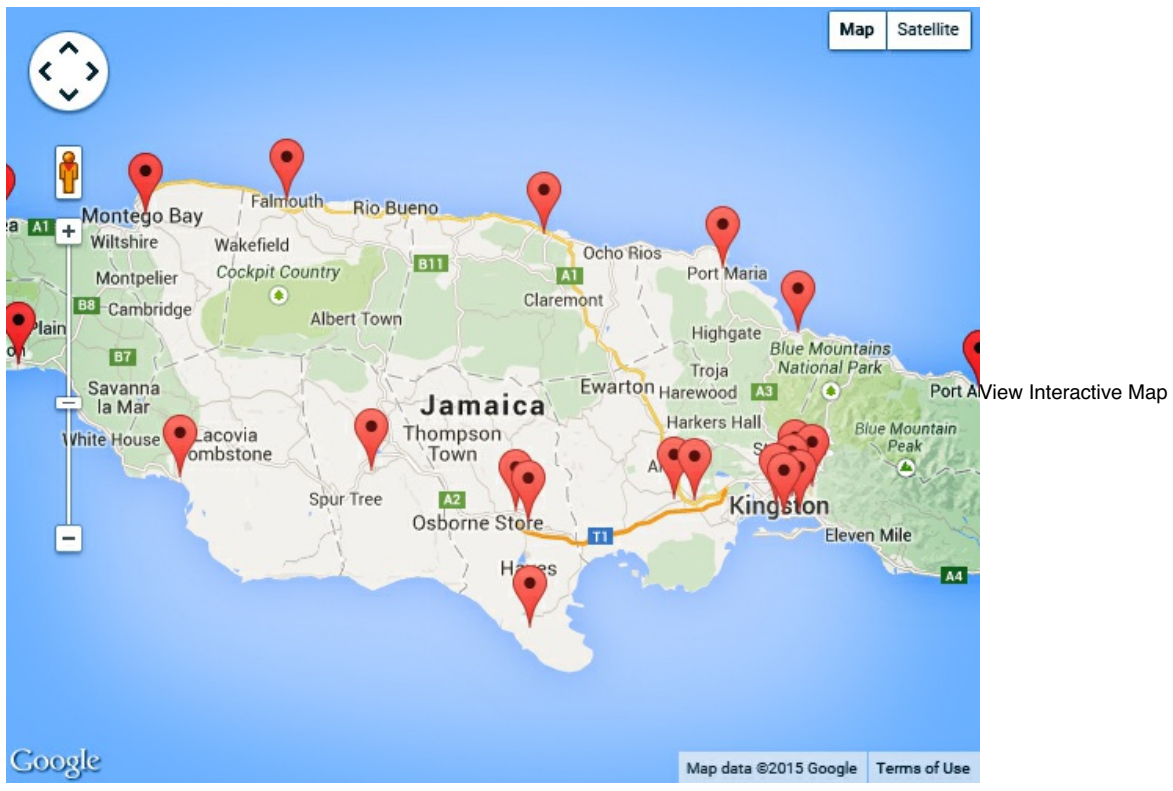 Map Satellite
Falmouth
Rio Bueno
Montego Bay
A1
Wiltshire
Wakefield
Ocho Rios
Cockpit Country
B11
A1
Port Maria
Montpelier
Claremont
B8
Cambridge
Albert Town
Plain
Highgate
Blue Mountains
National Park
B7
Troja
Savanna
la Mar
Ewarton
Harewood
A3
View Interactive Map
Jamaica
Harkers Hall
White House
Lacovia
Thompson
Town
Blue Mountain
Peak
Spur Tree
A2
Kingston
Osborne Store
T1
Eleven Mile
Hayes
A4
Google
Map data ©2015 Google
Terms of Use